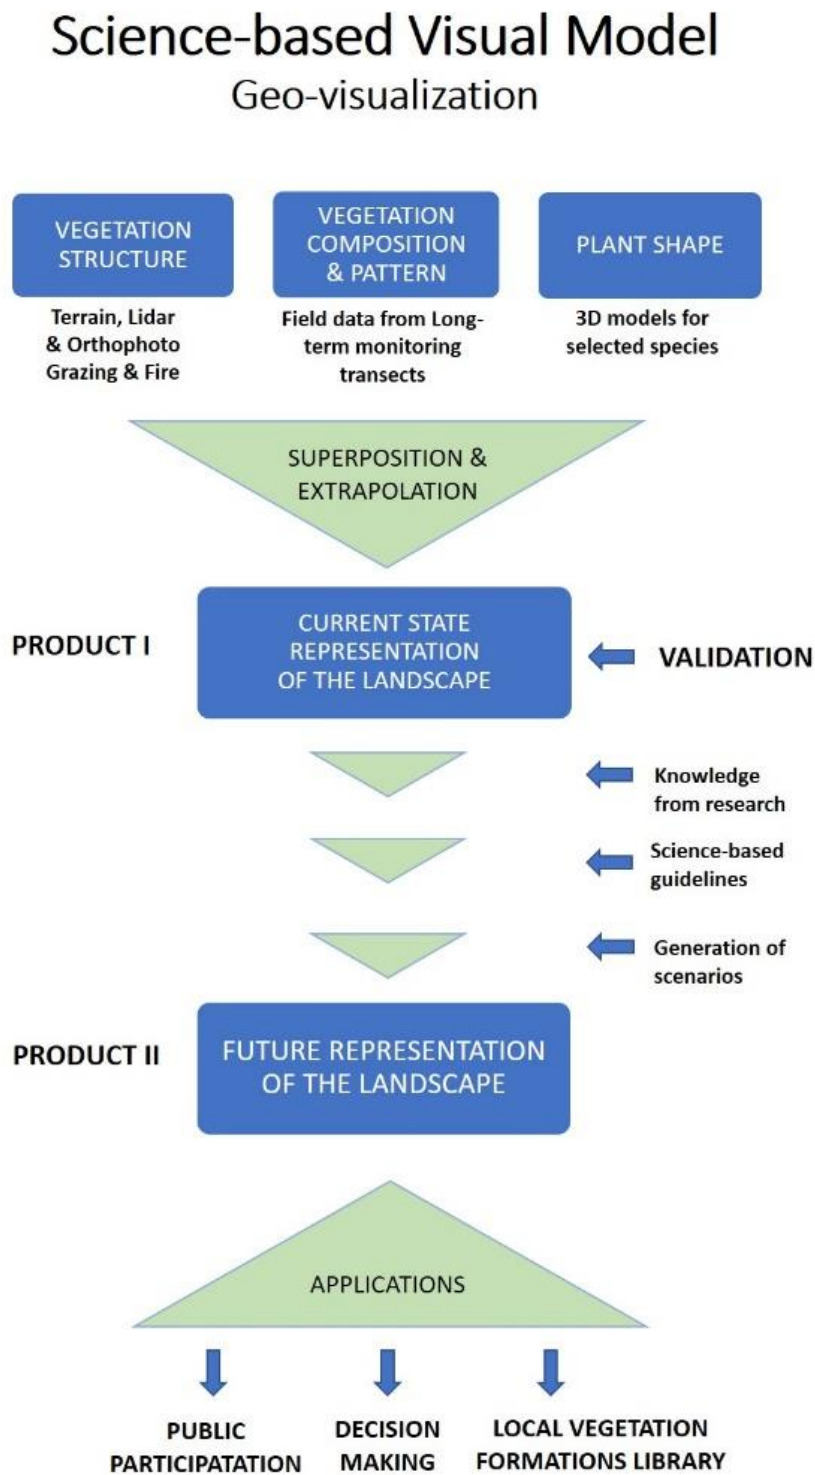 Science-based Visual Model
Geo-visualization
VEGETATION
STRUCTURE
VEGETATION
COMPOSITION
& PATTERN
PLANT SHAPE
Terrain, Lidar
& Orthophoto
Grazing & Fire
Field data from Long-
term monitoring
transects
3D models for
selected species
SUPERPOSITION &
EXTRAPOLATION
PRODUCT I
CURRENT STATE
REPRESENTATION
OF THE LANDSCAPE
VALIDATION
Knowledge
from research
Science-based
guidelines
Generation of
scenarios
PRODUCT II
FUTURE REPRESENTATION
OF THE LANDSCAPE
APPLICATIONS
PUBLIC
PARTICIPATATION
DECISION
MAKING
LOCAL VEGETATION
FORMATIONS LIBRARY